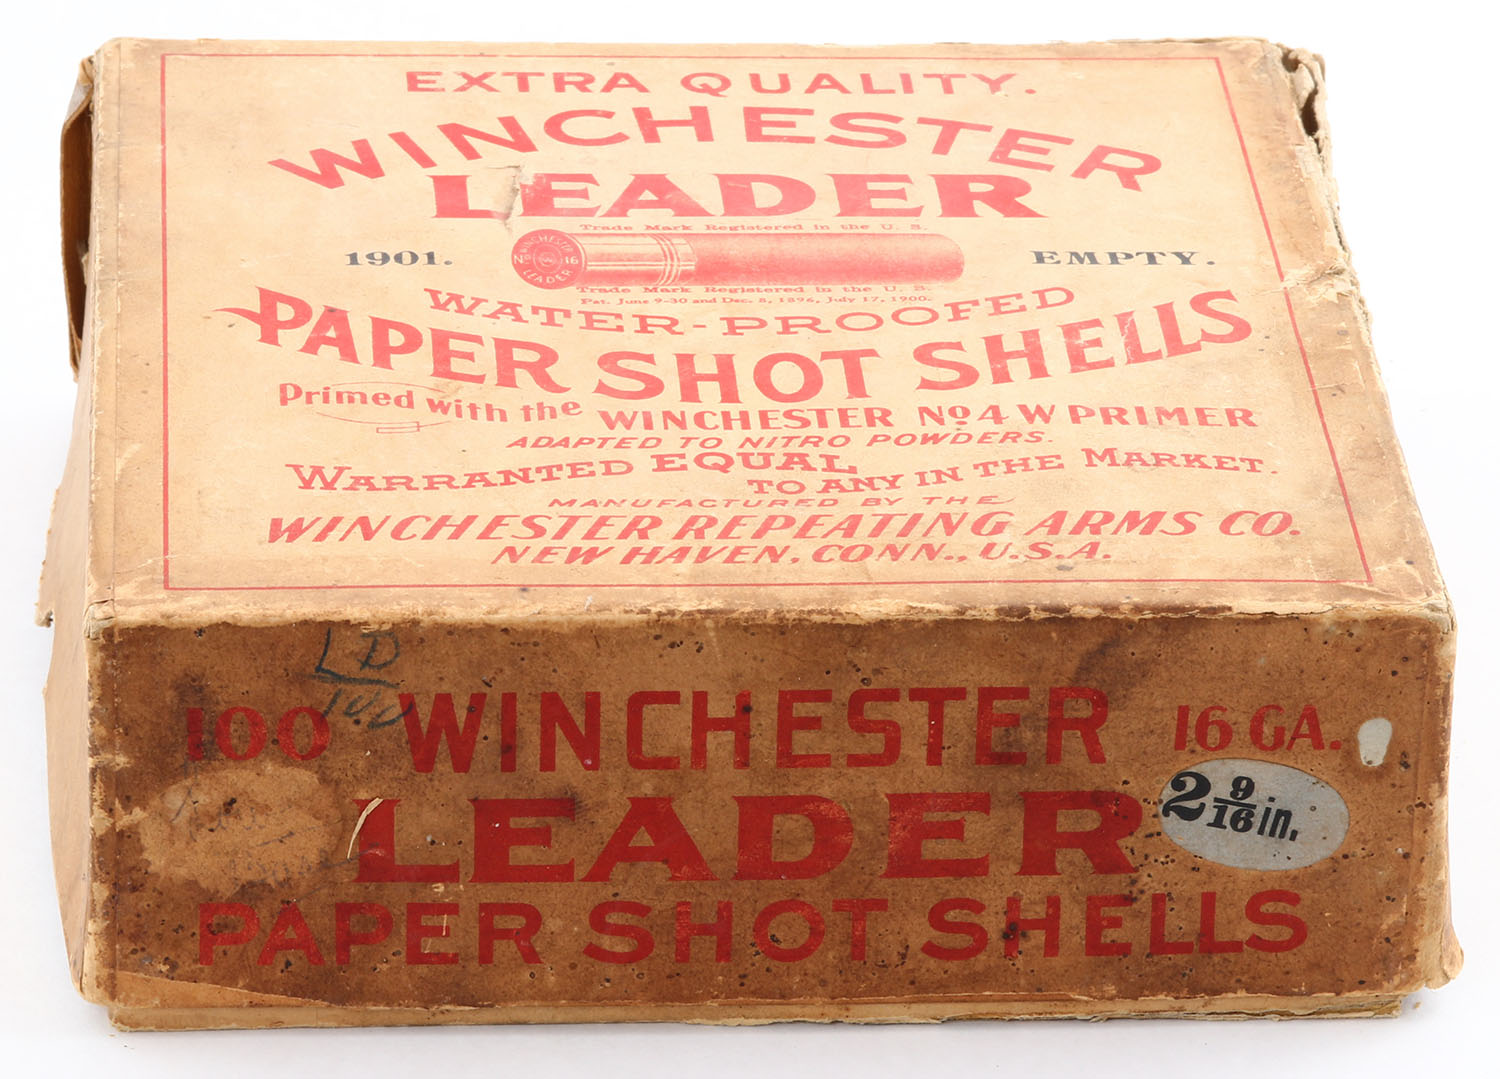 EXTRA QUALITY.
WINCHESTER
LEADER
Trade Mark Registered in the U. S.
1901.
WINCHESTER
No 16
W
LEADER
EMPTY.
Trade Mark Registered in the U. S.
Pat. June 9-30 and Dec. 8, 1896, July 17, 1900.
WATER-PROOFED
PAPER SHOT SHELLS
Primed with the WINCHESTER No 4 W PRIMER
ADAPTED TO NITRO POWDERS.
WARRANTED EQUAL
TO ANY IN THE MARKET.
MANUFACTURED BY THE
WINCHESTER REPEATING ARMS CO.
NEW HAVEN, CONN., U.S.A.
LD
100 WINCHESTER 16 GA.
LEADER
2 9/16 in.
PAPER SHOT SHELLS